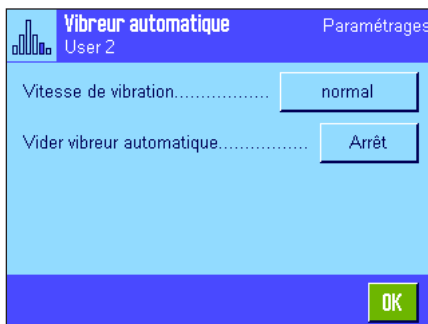 Vibreur automatique Paramétrages
User 2
Vitesse de vibration.................. normal
Vider vibreur automatique................. Arrêt
OK